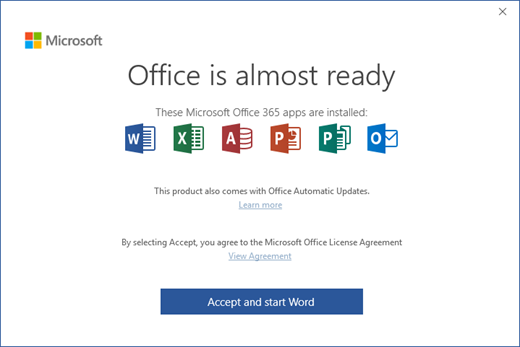 Microsoft
Office is almost ready
These Microsoft Office 365 apps are installed:
W X A P P O
This product also comes with Office Automatic Updates.
Learn more
By selecting Accept, you agree to the Microsoft Office License Agreement
View Agreement
Accept and start Word